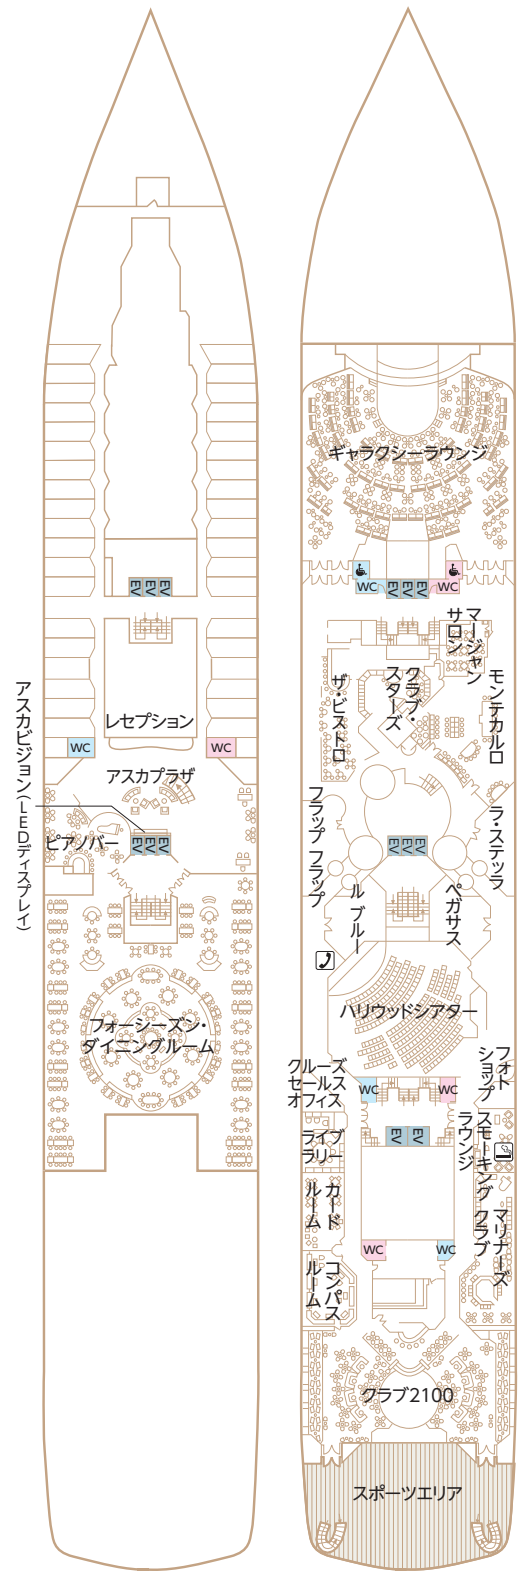 EV EV EV
レセプション
WC
WC
アスカプラザ
アスカビジョン(LEDディスプレイ)
ピアノバー
EV EV EV
フォーシーズン・
ダイニングルーム
ギャラクシーラウンジ
WC
EV EV EV
WC
マージャン
サロン
クラブ・
スターズ
ザ・ビストロ
モンテカルロ
フラップ フラップ
ラ・ステッラ
EV EV EV
ル ブルー
ペガサス
ハリウッドシアター
フォト
ショップ
クルーズ
セールス
オフィス
WC
WC
EV EV
ライブ
ラリー
スモーキング
ラウンジ
カード
ルーム
マリナーズ
クラブ
WC
WC
コンパス
ルーム
クラブ2100
スポーツエリア